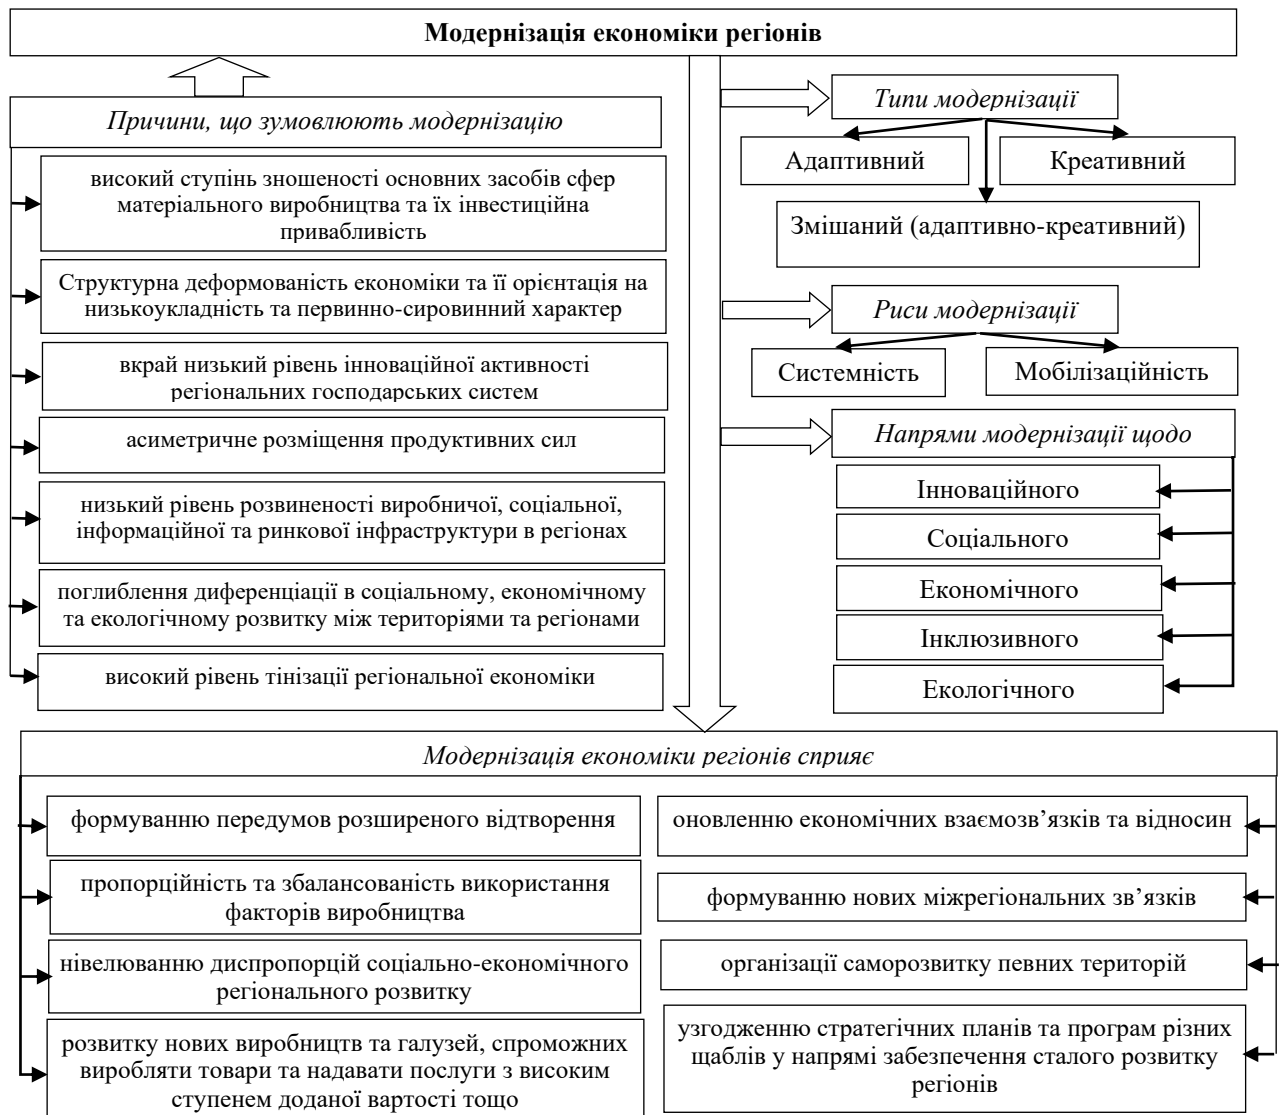 Модернізація економіки регіонів
Причини, що зумовлюють модернізацію
високий ступінь зношеності основних засобів сфер
матеріального виробництва та їх інвестиційна
привабливість
Структурна деформованість економіки та її орієнтація на
низькоукладність та первинно-сировинний характер
вкрай низький рівень інноваційної активності
регіональних господарських систем
асиметричне розміщення продуктивних сил
низький рівень розвиненості виробничої, соціальної,
інформаційної та ринкової інфраструктури в регіонах
поглиблення диференціації в соціальному, економічному
та екологічному розвитку між територіями та регіонами
високий рівень тінізації регіональної економіки
Типи модернізації
Адаптивний
Креативний
Змішаний (адаптивно-креативний)
Риси модернізації
Системність
Мобілізаційність
Напрями модернізації щодо
Інноваційного
Соціального
Економічного
Інклюзивного
Екологічного
Модернізація економіки регіонів сприяє
формуванню передумов розширеного відтворення
пропорційність та збалансованість використання
факторів виробництва
нівелюванню диспропорцій соціально-економічного
регіонального розвитку
розвитку нових виробництв та галузей, спроможних
виробляти товари та надавати послуги з високим
ступенем доданої вартості тощо
оновленню економічних взаємозв’язків та відносин
формуванню нових міжрегіональних зв’язків
організації саморозвитку певних територій
узгодженню стратегічних планів та програм різних
щаблів у напрямі забезпечення сталого розвитку
регіонів